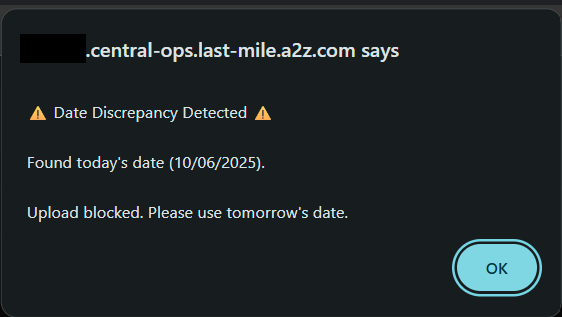 .central-ops.last-mile.a2z.com says
⚠ Date Discrepancy Detected ⚠
Found today's date (10/06/2025).
Upload blocked. Please use tomorrow's date.
OK